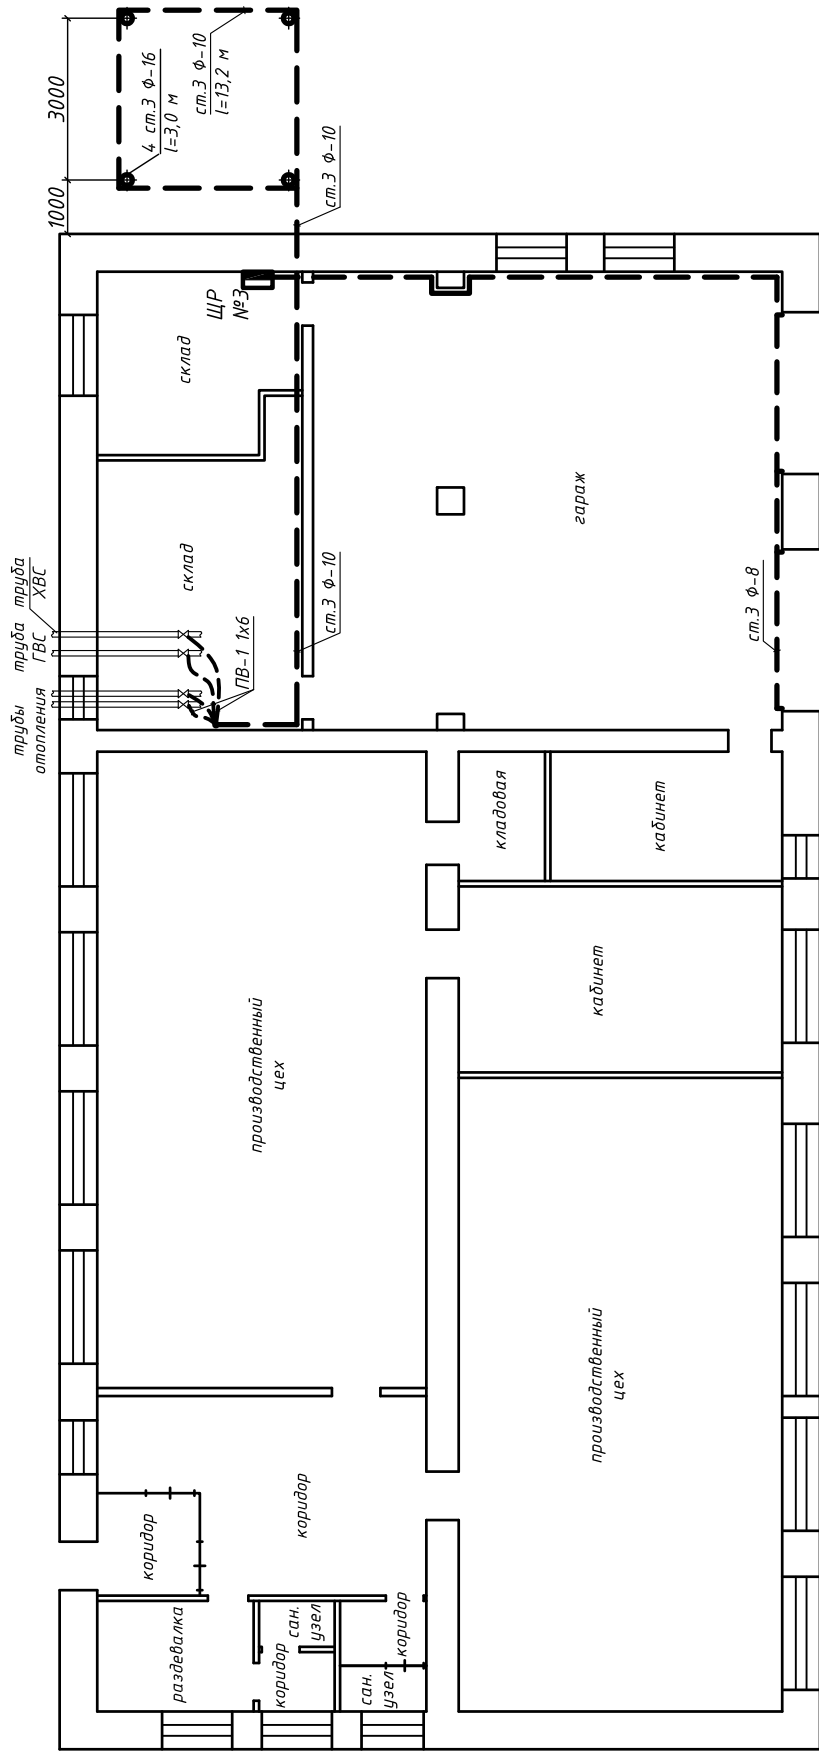 3000
1000
4 ст.3 Ф-16
l=3,0 м
ст.3 Ф-10
l=13,2 м
ст.3 Ф-10
ЩР
№3
склад
склад
гараж
труба
ХВС
труба
ГВС
трубы
отопления
ПВ-1 1х6
ст.3 Ф-10
ст.3 Ф-8
кладовая
кабинет
кабинет
производственный
цех
производственный
цех
коридор
коридор
раздевалка
сан.
узел
коридор
коридор
сан.
узел